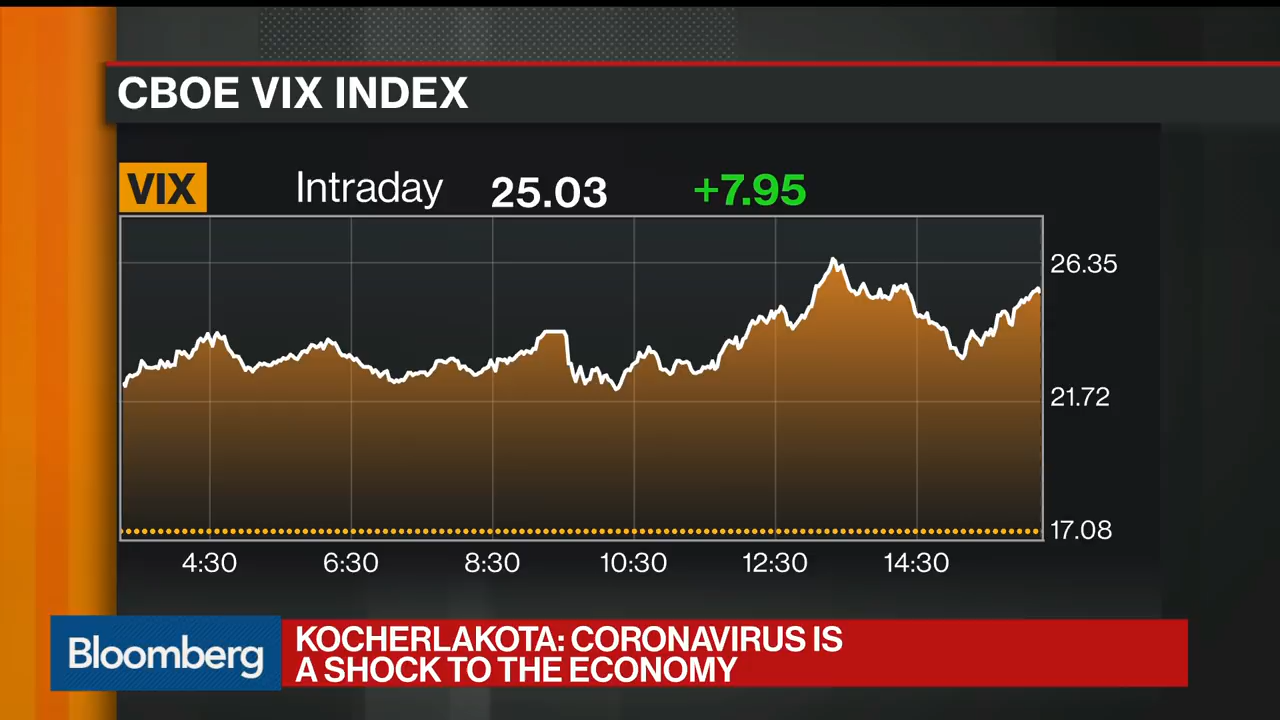 CBOE VIX INDEX
VIX Intraday 25.03 +7.95
26.35
21.72
17.08
4:30 6:30 8:30 10:30 12:30 14:30
Bloomberg
KOCHERLAKOTA: CORONAVIRUS IS
A SHOCK TO THE ECONOMY